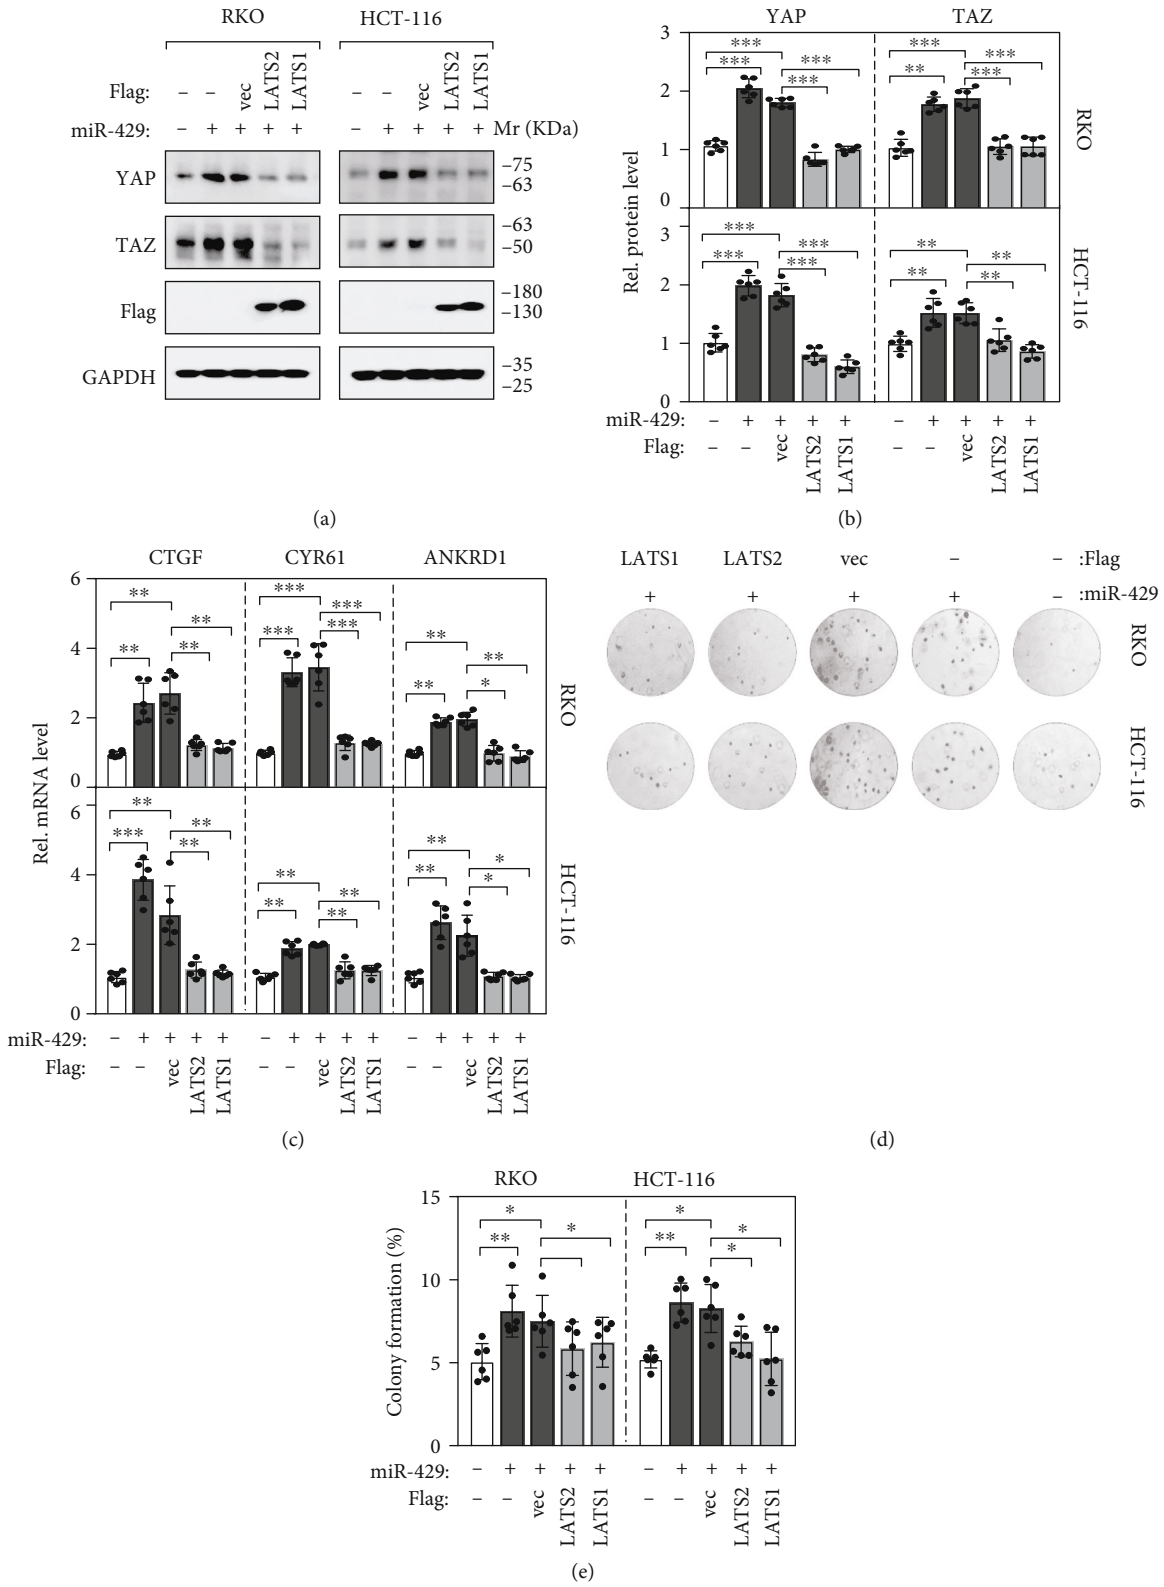 RKO HCT-116
Flag: – – vec LATS2 LATS1 – – vec LATS2 LATS1
miR-429: – + + + + – + + + + Mr (KDa)
YAP –75
–63
TAZ –63
–50
Flag –180
–130
GAPDH –35
–25
(a)
YAP TAZ
Rel. protein level
3
2
1
0
*** *** *** *** *** ** *** ***
RKO
3
2
1
0
*** *** *** *** ** ** ** **
HCT-116
miR-429: – + + + + – + + + +
Flag: – – vec LATS2 LATS1 – – vec LATS2 LATS1
(b)
CTGF CYR61 ANKRD1
Rel. mRNA level
6
4
2
0
** ** ** ** *** *** *** *** ** ** ** *
RKO
6
4
2
0
** *** ** ** ** ** ** ** ** ** * *
HCT-116
miR-429: – + + + + – + + + + – + + + +
Flag: – – vec LATS2 LATS1 – – vec LATS2 LATS1 – – vec LATS2 LATS1
(c)
LATS1 LATS2 vec – – :Flag
+ + + + – :miR-429
RKO
HCT-116
(d)
RKO HCT-116
Colony formation (%)
15
10
5
0
* ** * * ** * *
miR-429: – + + + + – + + + +
Flag: – – vec LATS2 LATS1 – – vec LATS2 LATS1
(e)